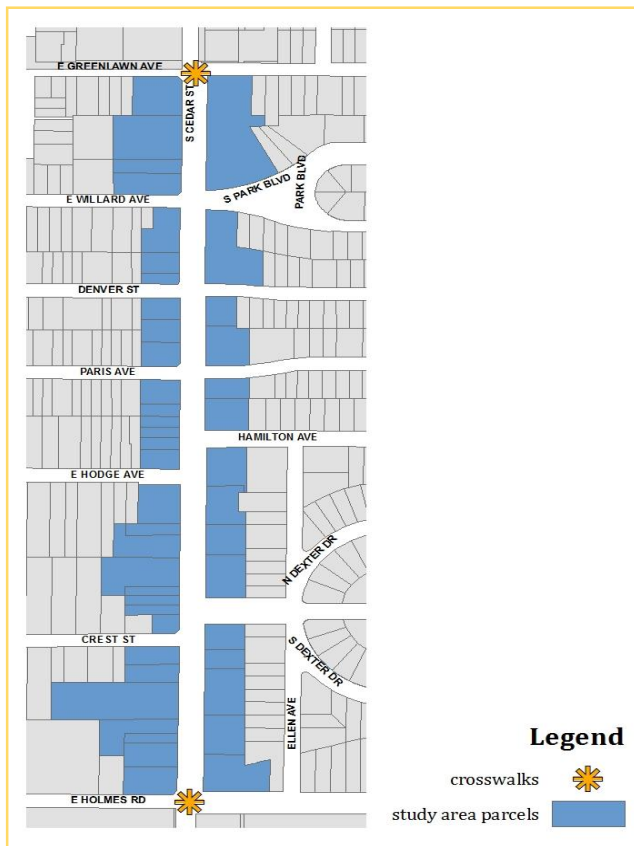 E GREENLAWN AVE
S CEDAR ST
E WILLARD AVE
S PARK BLVD
PARK BLVD
DENVER ST
PARIS AVE
HAMILTON AVE
E HODGE AVE
N DEXTER DR
CREST ST
S DEXTER DR
ELLEN AVE
E HOLMES RD
Legend
crosswalks
study area parcels